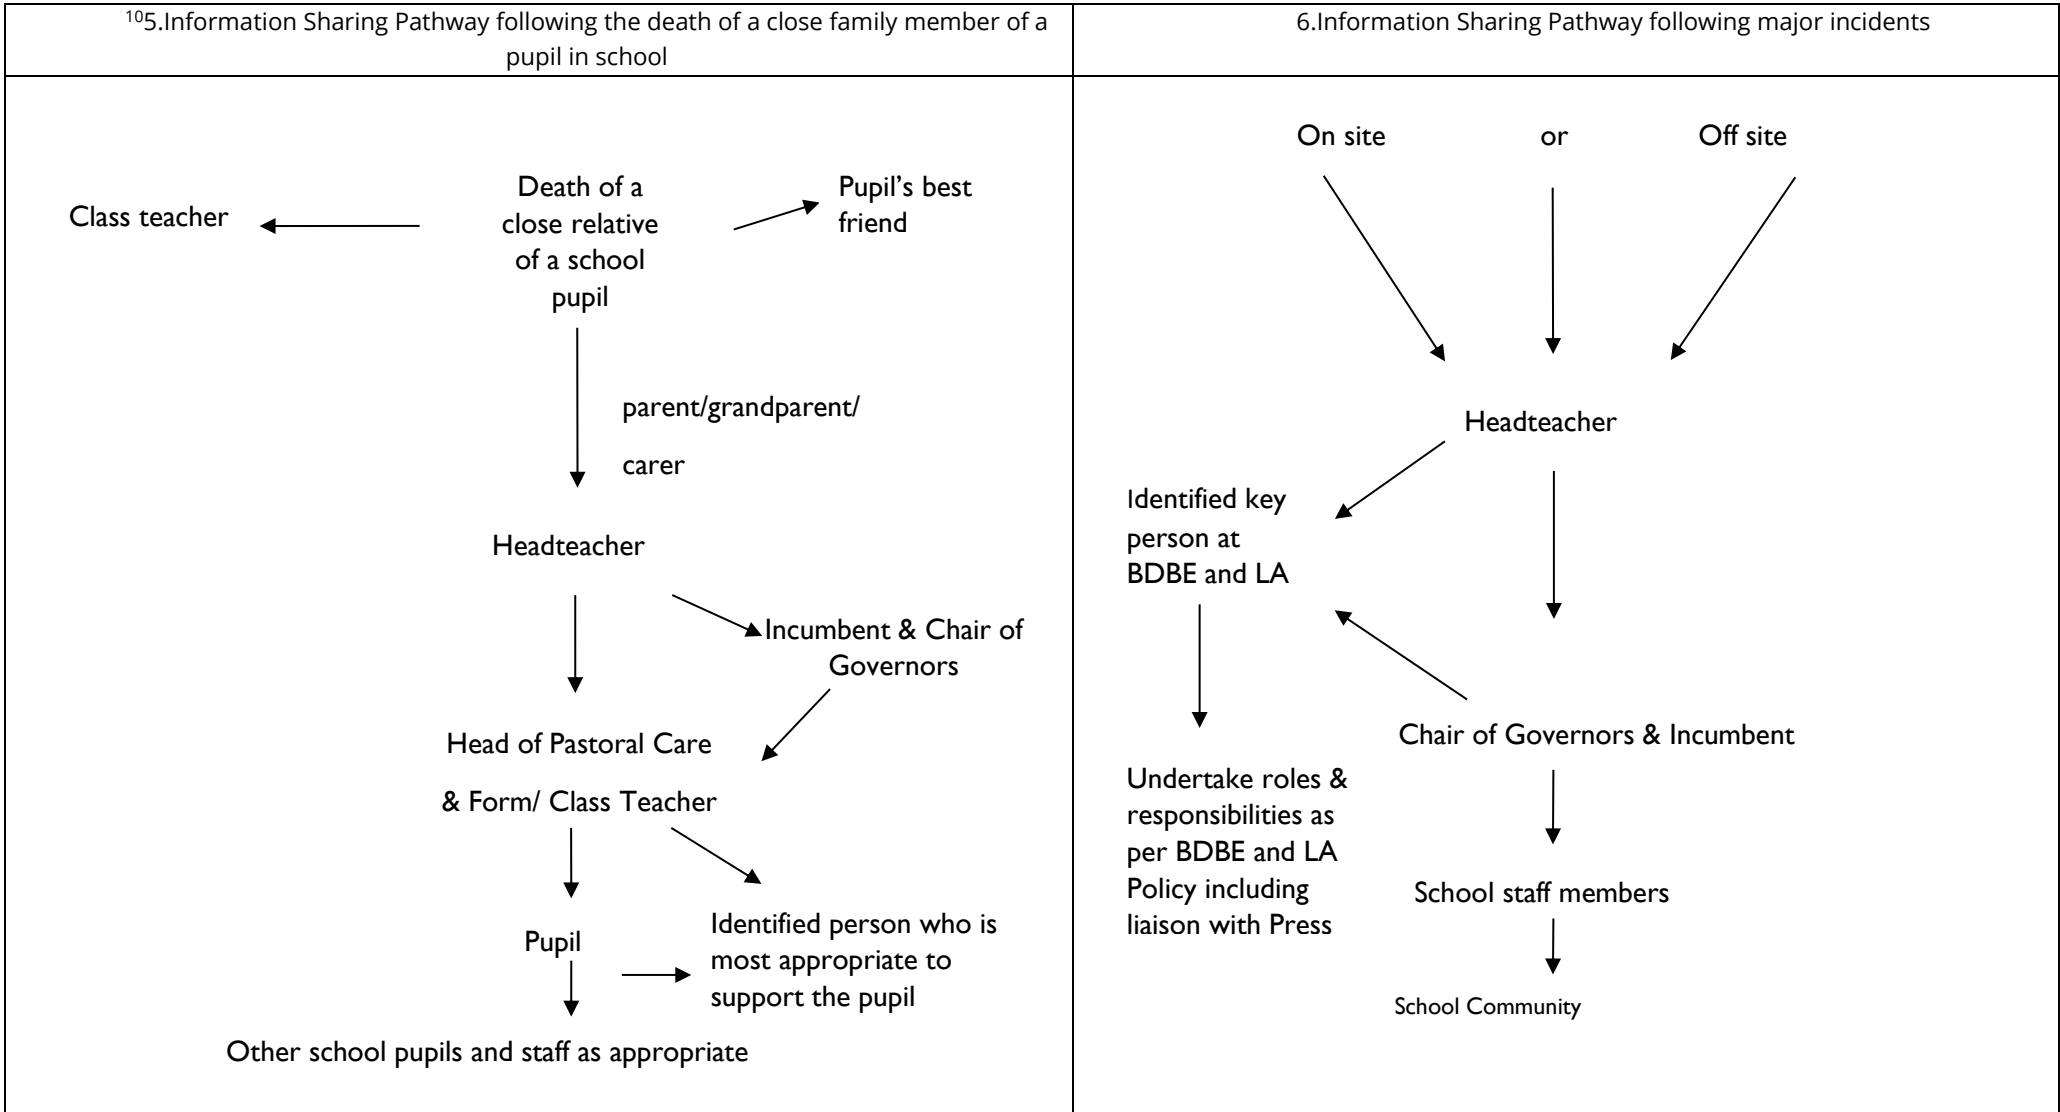 ¹⁰5.Information Sharing Pathway following the death of a close family member of a
pupil in school
6.Information Sharing Pathway following major incidents
Class teacher
Death of a
close relative
of a school
pupil
Pupil’s best
friend
parent/grandparent/
carer
Headteacher
Incumbent & Chair of
Governors
Head of Pastoral Care
& Form/ Class Teacher
Pupil
Identified person who is
most appropriate to
support the pupil
Other school pupils and staff as appropriate
On site or Off site
Headteacher
Identified key
person at
BDBE and LA
Chair of Governors & Incumbent
Undertake roles &
responsibilities as
per BDBE and LA
Policy including
liaison with Press
School staff members
School Community